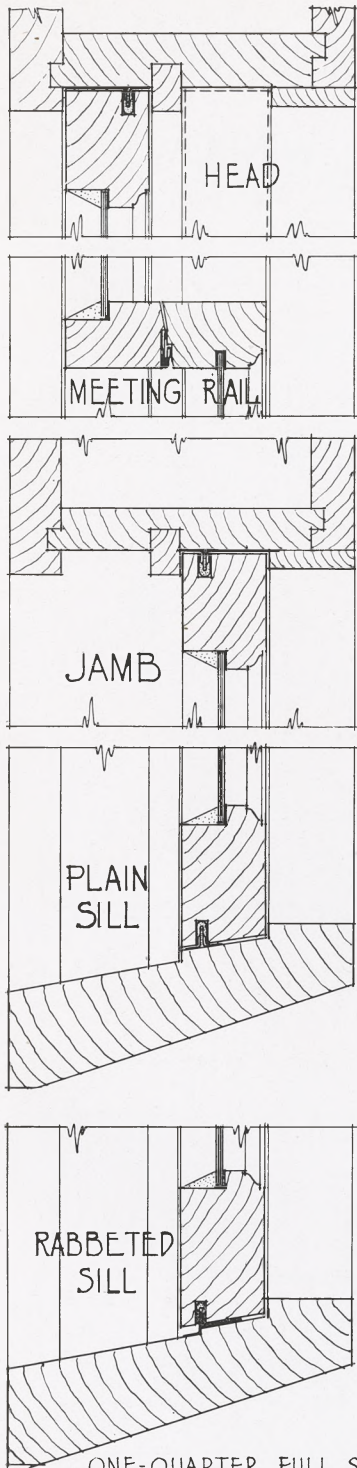 HEAD
MEETING RAIL
JAMB
PLAIN
SILL
RABBETED
SILL
ONE-QUARTER FULL